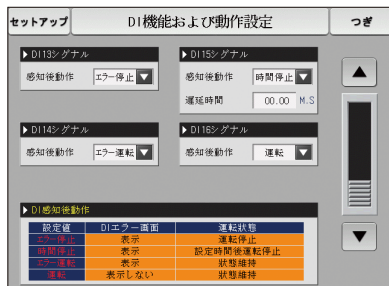 セットアップ
DI機能および動作設定
つぎ
▶DI13シグナル
感知後動作 エラー停止
▶DI15シグナル
感知後動作 時間停止
遅延時間 00.00 M.S
▶DI14シグナル
感知後動作 エラー運転
▶DI16シグナル
感知後動作 運転
▶DI感知後動作
設定値 DIエラー画面 運転狀態
エラー停止 表示 運転停止
時間停止 表示 設定時間後運転停止
エラー運転 表示 狀態維持
運転 表示しない 狀態維持